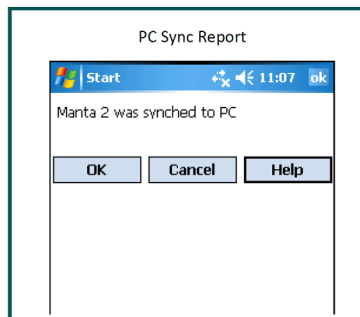 PC Sync Report
Start 11:07 ok
Manta 2 was synched to PC
OK Cancel Help